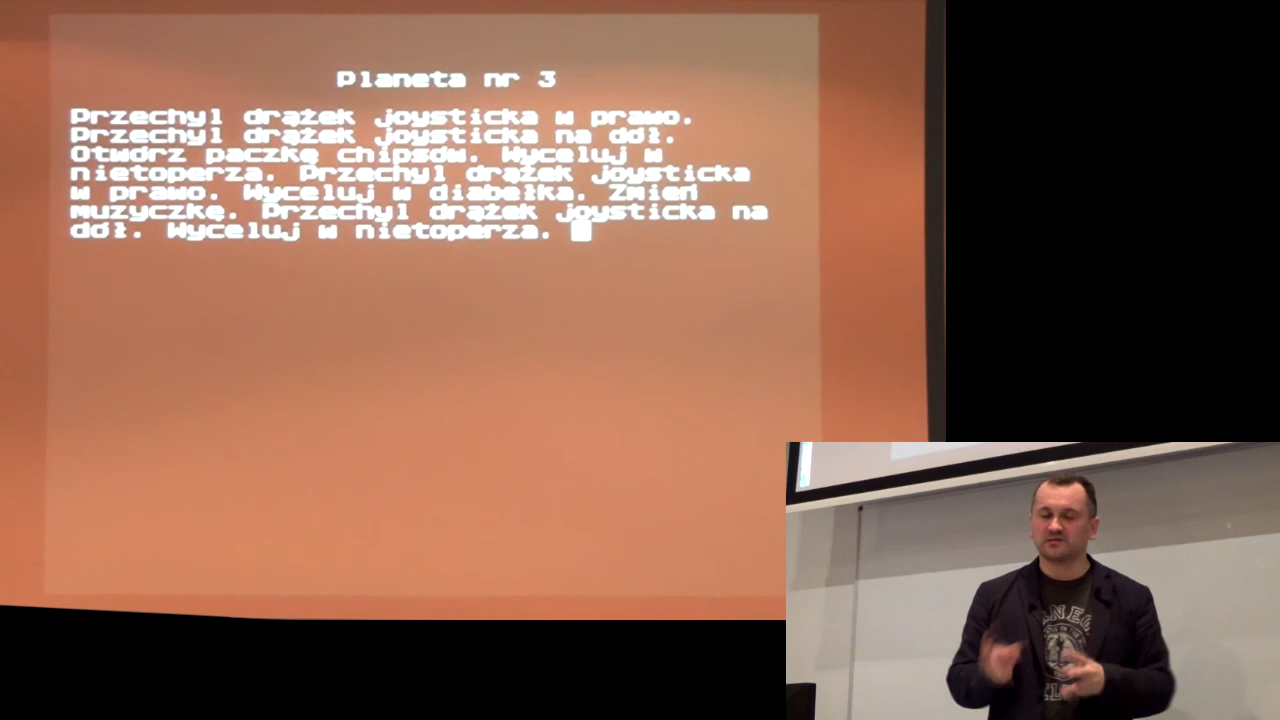 Planeta nr 3
Przechyl drążek joysticka w prawo.
Przechyl drążek joysticka na dół.
Otwórz paczkę chipsów. Wyceluj w
nietoperza. Przechyl drążek joysticka
w prawo. Wyceluj w diabełka. Zmień
muzyczkę. Przechyl drążek joysticka na
dół. Wyceluj w nietoperza.